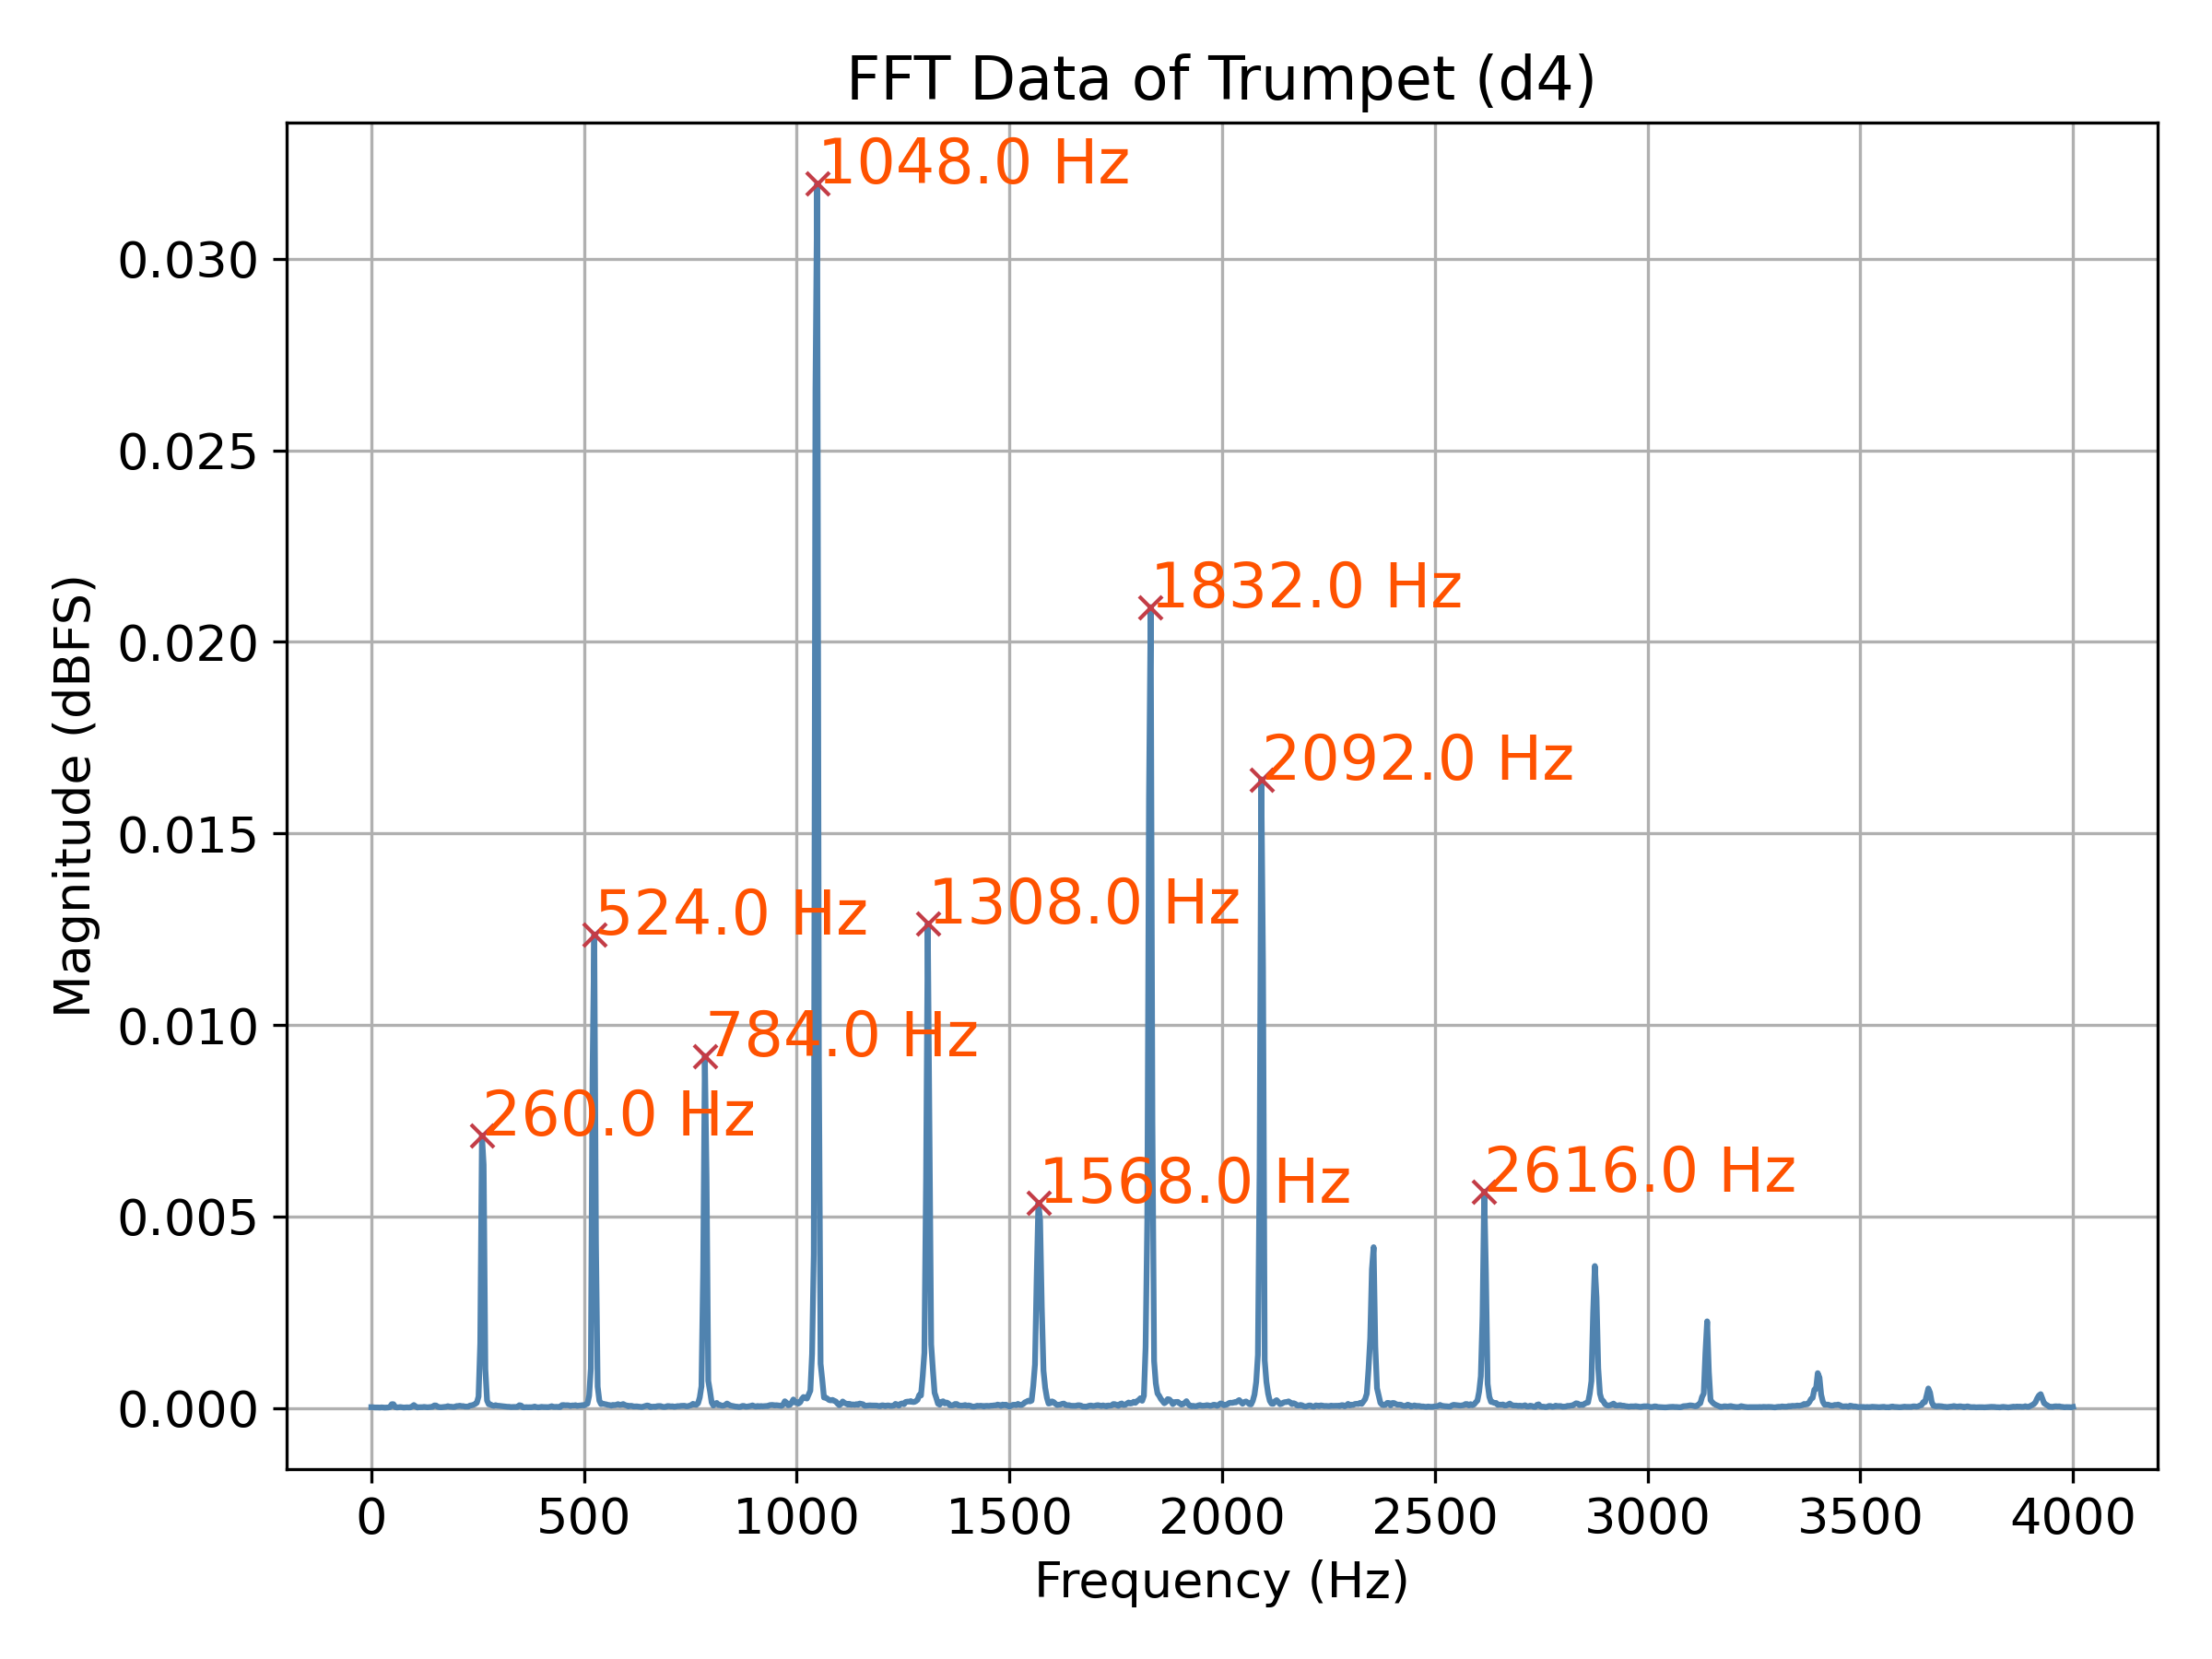 FFT Data of Trumpet (d4)
1048.0 Hz
0.030
0.025
1832.0 Hz
0.020
2092.0 Hz
0.015
1308.0 Hz
524.0 Hz
0.010
784.0 Hz
260.0 Hz
2616.0 Hz
1568.0 Hz
0.005
0.000
Magnitude (dBFS)
0 500 1000 1500 2000 2500 3000 3500 4000
Frequency (Hz)